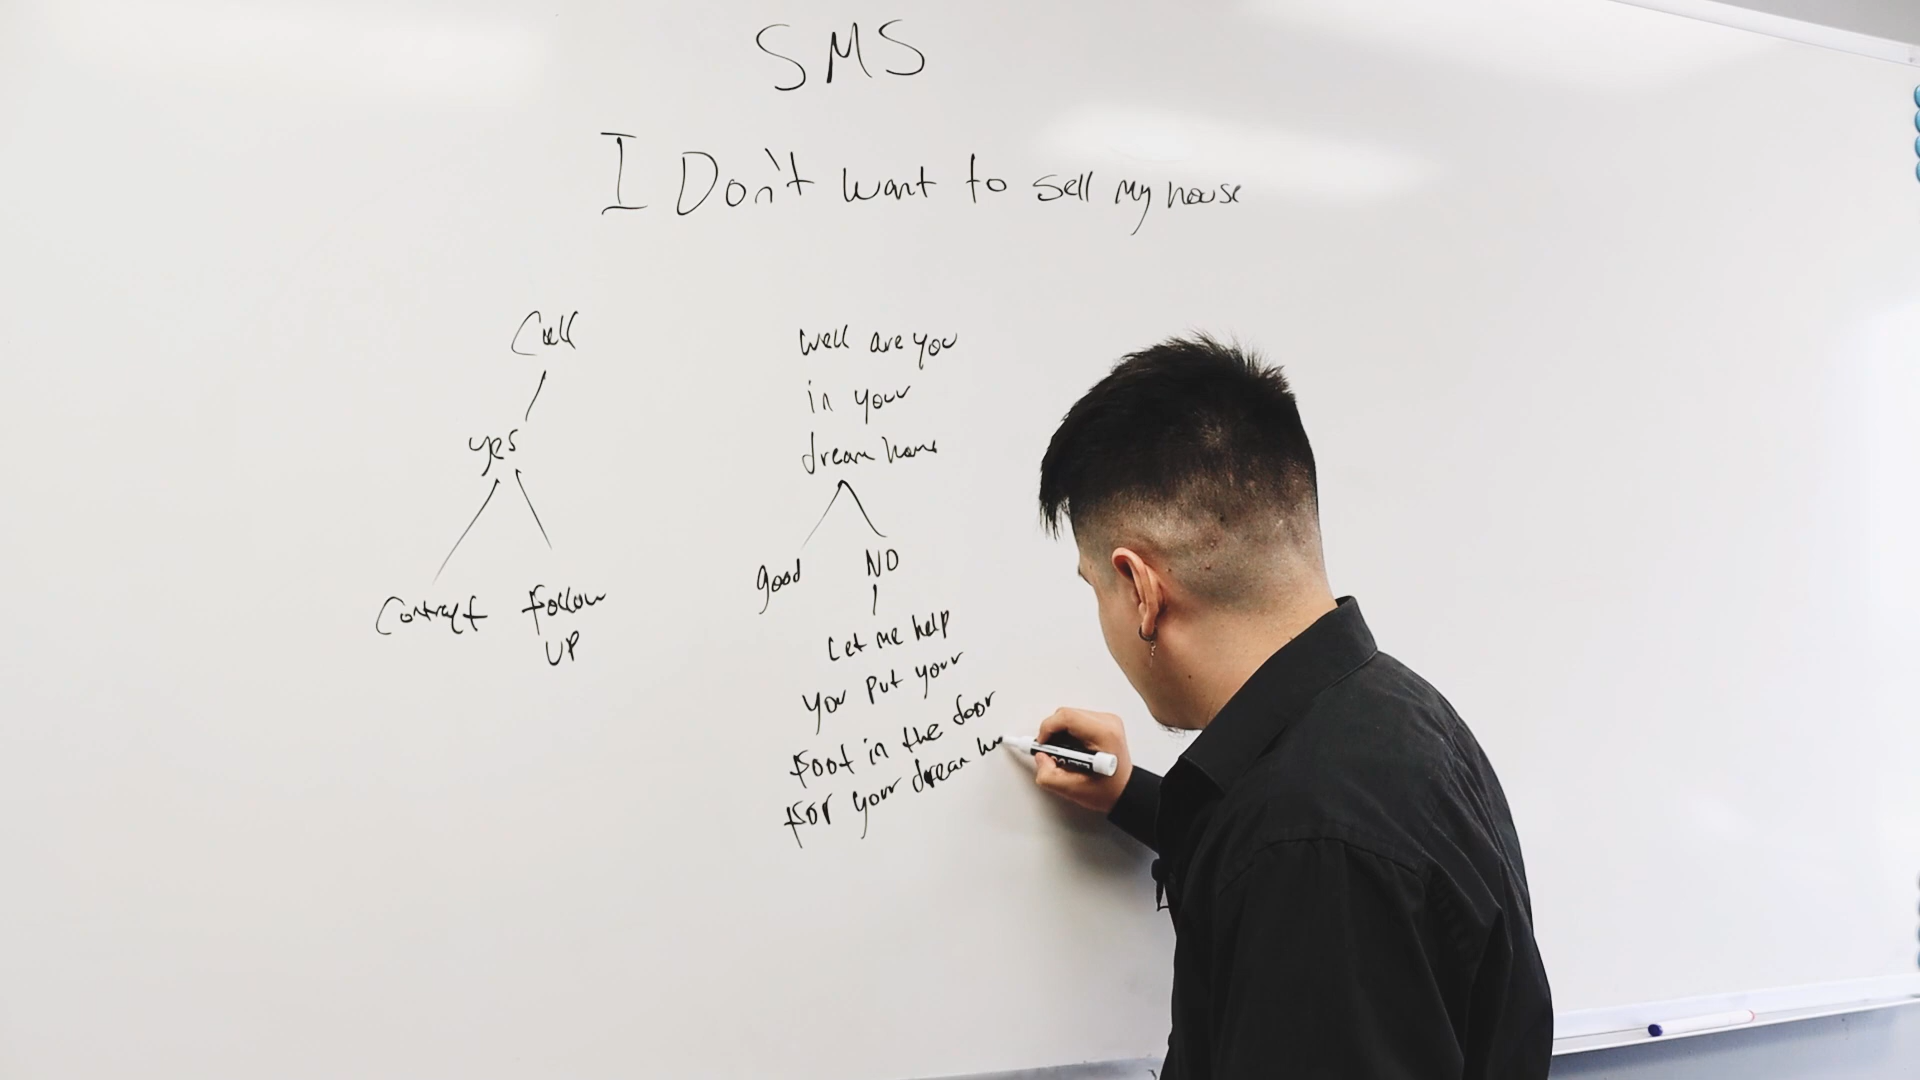 SMS
I Don't want to sell my house
Call
yes
Contract
Follow
UP
Well are you
in your
dream home
good
NO
Let me help
you put your
foot in the door
for your dream